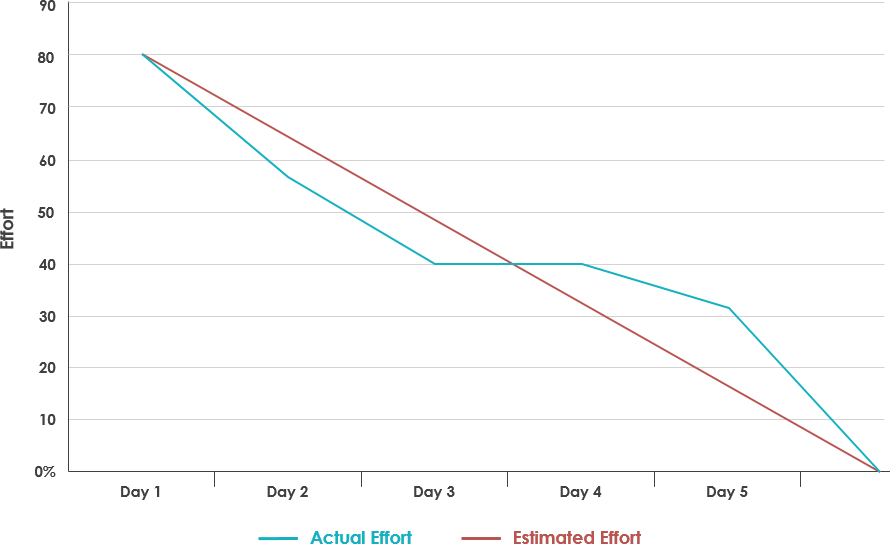 90
80
70
60
50
40
30
20
10
0%
Effort
Day 1
Day 2
Day 3
Day 4
Day 5
Actual Effort
Estimated Effort